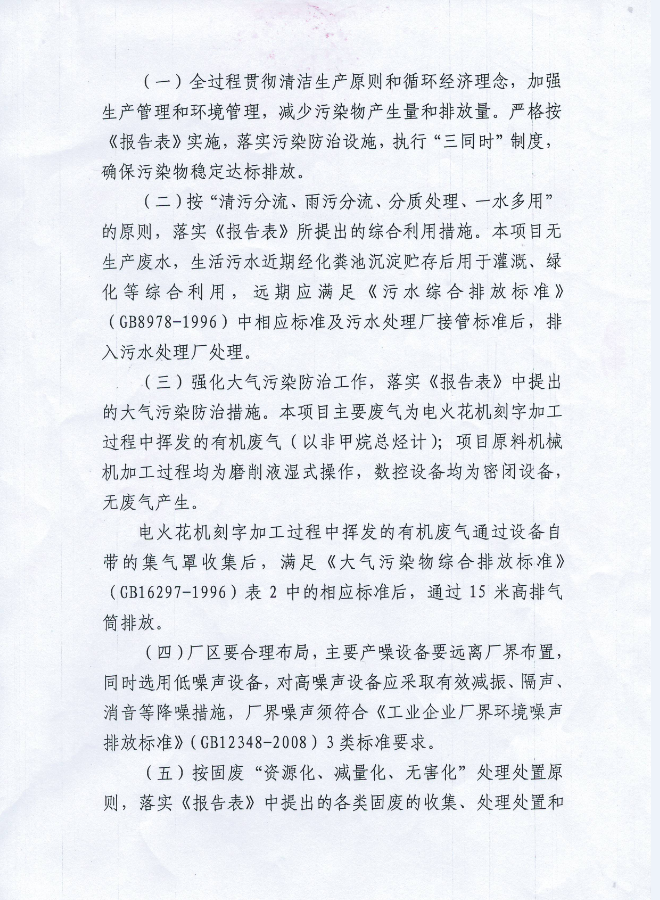 （一）全过程贯彻清洁生产原则和循环经济理念，加强
生产管理和环境管理，减少污染物产生量和排放量。严格按
《报告表》实施，落实污染防治设施，执行“三同时”制度，
确保污染物稳定达标排放。
（二）按“清污分流、雨污分流、分质处理、一水多用”
的原则，落实《报告表》所提出的综合利用措施。本项目无
生产废水，生活污水近期经化粪池沉淀贮存后用于灌溉、绿
化等综合利用，远期应满足《污水综合排放标准》
（GB8978-1996）中相应标准及污水处理厂接管标准后，排
入污水处理厂处理。
（三）强化大气污染防治工作，落实《报告表》中提出
的大气污染防治措施。本项目主要废气为电火花机刻字加工
过程中挥发的有机废气（以非甲烷总烃计）；项目原料机械
机加工过程均为磨削液湿式操作，数控设备均为密闭设备，
无废气产生。
电火花机刻字加工过程中挥发的有机废气通过设备自
带的集气罩收集后，满足《大气污染物综合排放标准》
（GB16297-1996）表 2 中的相应标准后，通过 15 米高排气
筒排放。
（四）厂区要合理布局，主要产噪设备要远离厂界布置，
同时选用低噪声设备，对高噪声设备应采取有效减振、隔声、
消音等降噪措施，厂界噪声须符合《工业企业厂界环境噪声
排放标准》（GB12348-2008）3 类标准要求。
（五）按固废“资源化、减量化、无害化”处理处置原
则，落实《报告表》中提出的各类固废的收集、处理处置和